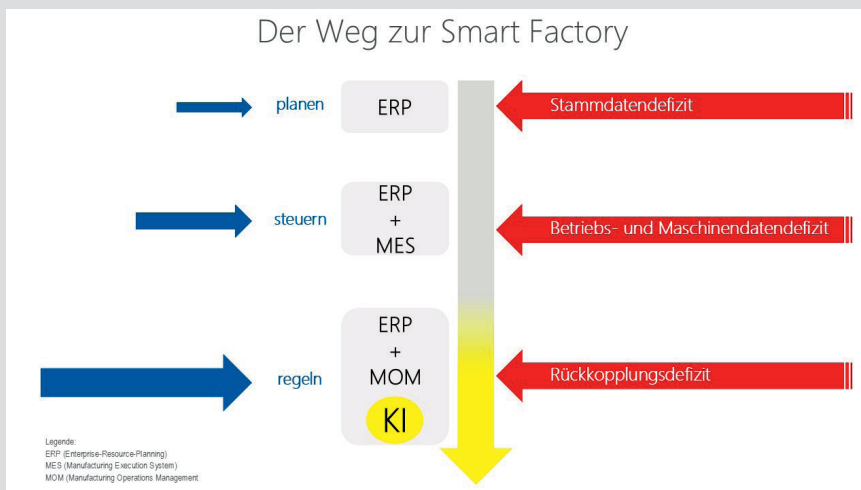 Der Weg zur Smart Factory
planen
ERP
Stammdatendefizit
steuern
ERP
+
MES
Betriebs- und Maschinendatendefizit
regeln
ERP
+
MOM
KI
Rückkopplungsdefizit
Legende:
ERP (Enterprise-Resource-Planning)
MES (Manufacturing Execution System)
MOM (Manufacturing Operations Management